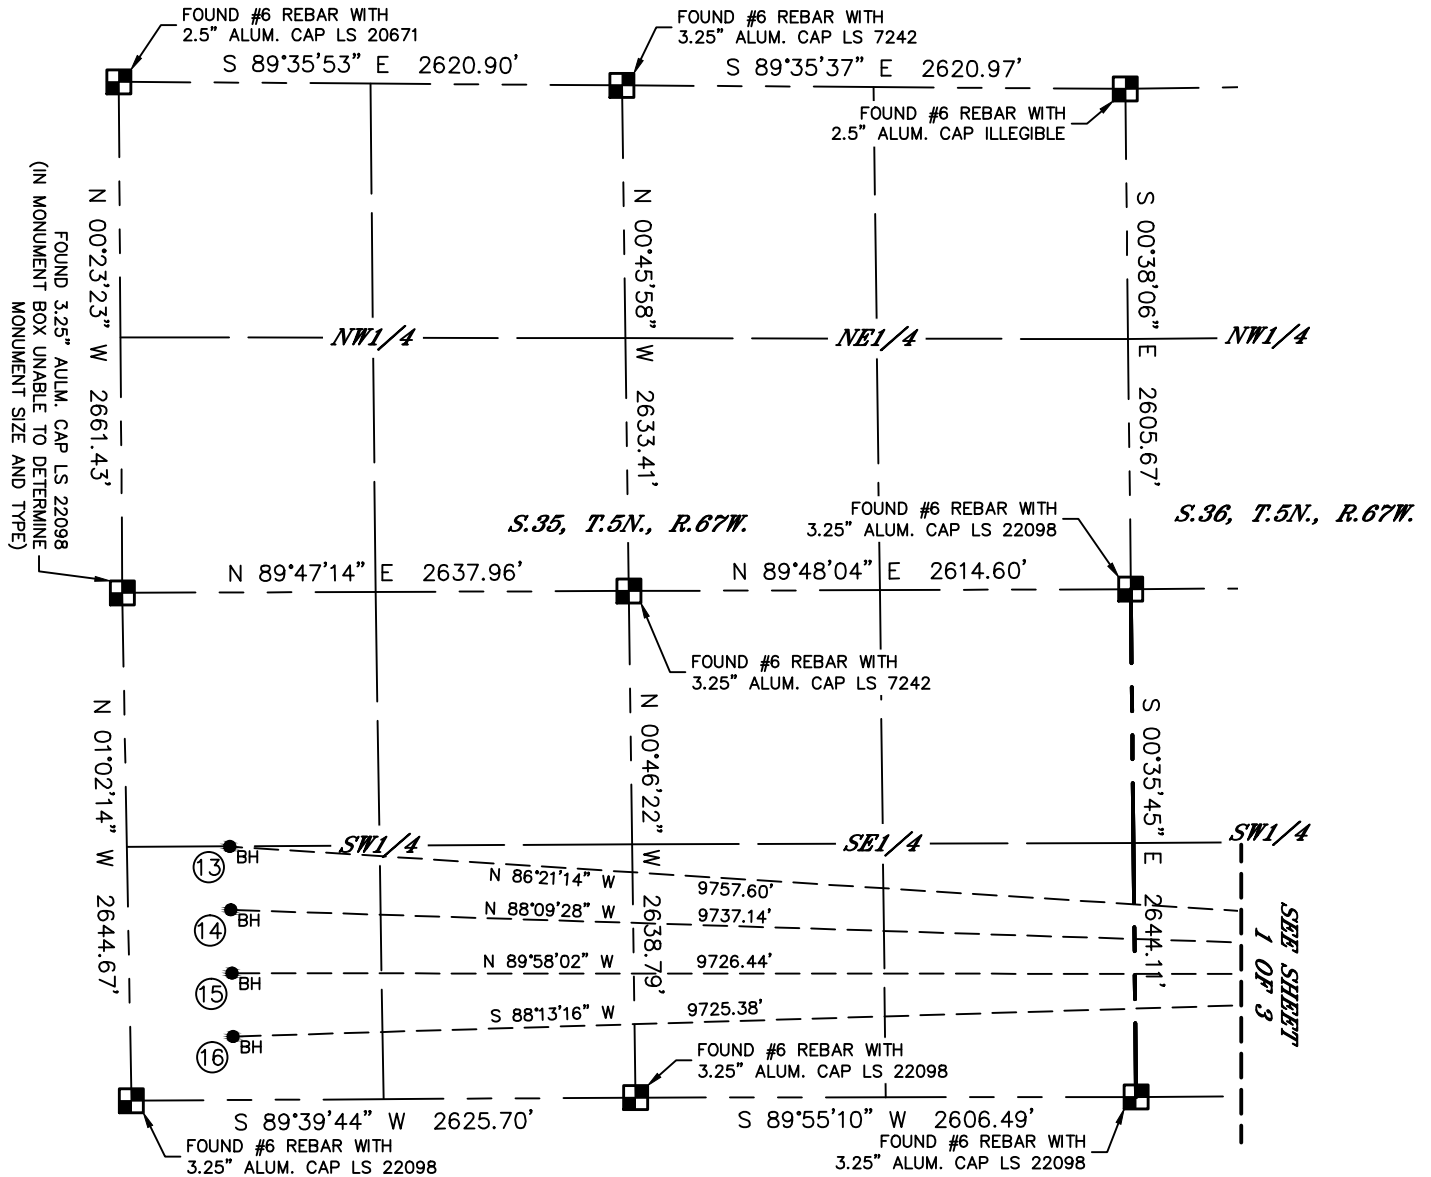 FOUND #6 REBAR WITH
2.5" ALUM. CAP LS 20671
FOUND #6 REBAR WITH
3.25" ALUM. CAP LS 7242
S 89°35'53" E 2620.90'
S 89°35'37" E 2620.97'
FOUND #6 REBAR WITH
2.5" ALUM. CAP ILLEGIBLE
N 00°23'23" W 2661.43'
N 00°45'58" W 2633.41'
S 00°38'06" E 2605.67'
FOUND 3.25" AULM. CAP LS 22098
(IN MONUMENT BOX UNABLE TO DETERMINE
MONUMENT SIZE AND TYPE)
NW1/4
NE1/4
NW1/4
S.35, T.5N., R.67W.
FOUND #6 REBAR WITH
3.25" ALUM. CAP LS 22098
S.36, T.5N., R.67W.
N 89°47'14" E 2637.96'
N 89°48'04" E 2614.60'
FOUND #6 REBAR WITH
3.25" ALUM. CAP LS 7242
N 01°02'14" W 2644.67'
N 00°46'22" W 2638.79'
S 00°35'45" E 2644.11'
SW1/4
SE1/4
SW1/4
13 BH
N 86°21'14" W 9757.60'
14 BH
N 88°09'28" W 9737.14'
15 BH
N 89°58'02" W 9726.44'
16 BH
S 88°13'16" W 9725.38'
SEE SHEET
1 OF 3
FOUND #6 REBAR WITH
3.25" ALUM. CAP LS 22098
S 89°39'44" W 2625.70'
S 89°55'10" W 2606.49'
FOUND #6 REBAR WITH
3.25" ALUM. CAP LS 22098
FOUND #6 REBAR WITH
3.25" ALUM. CAP LS 22098